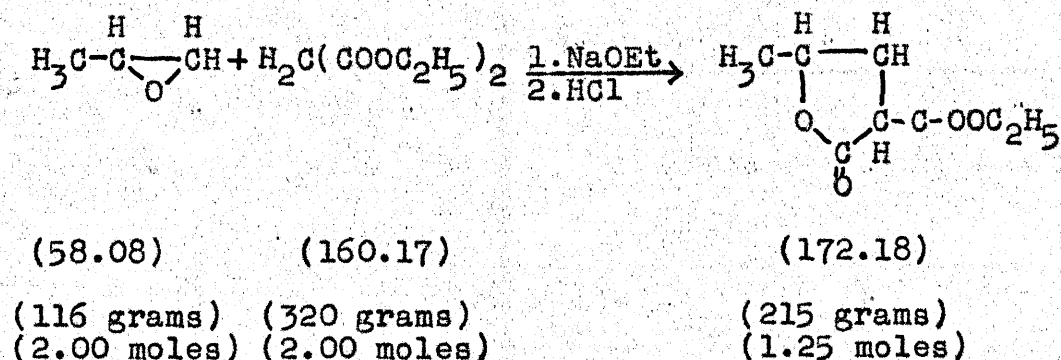 H H H H
H3C-C CH + H2C(COOC2H5)2 1.NaOEt H3C-C CH
O 2.HCl
O C-C-OOC2H5
C H
O
(58.08) (160.17) (172.18)
(116 grams) (320 grams) (215 grams)
(2.00 moles) (2.00 moles) (1.25 moles)